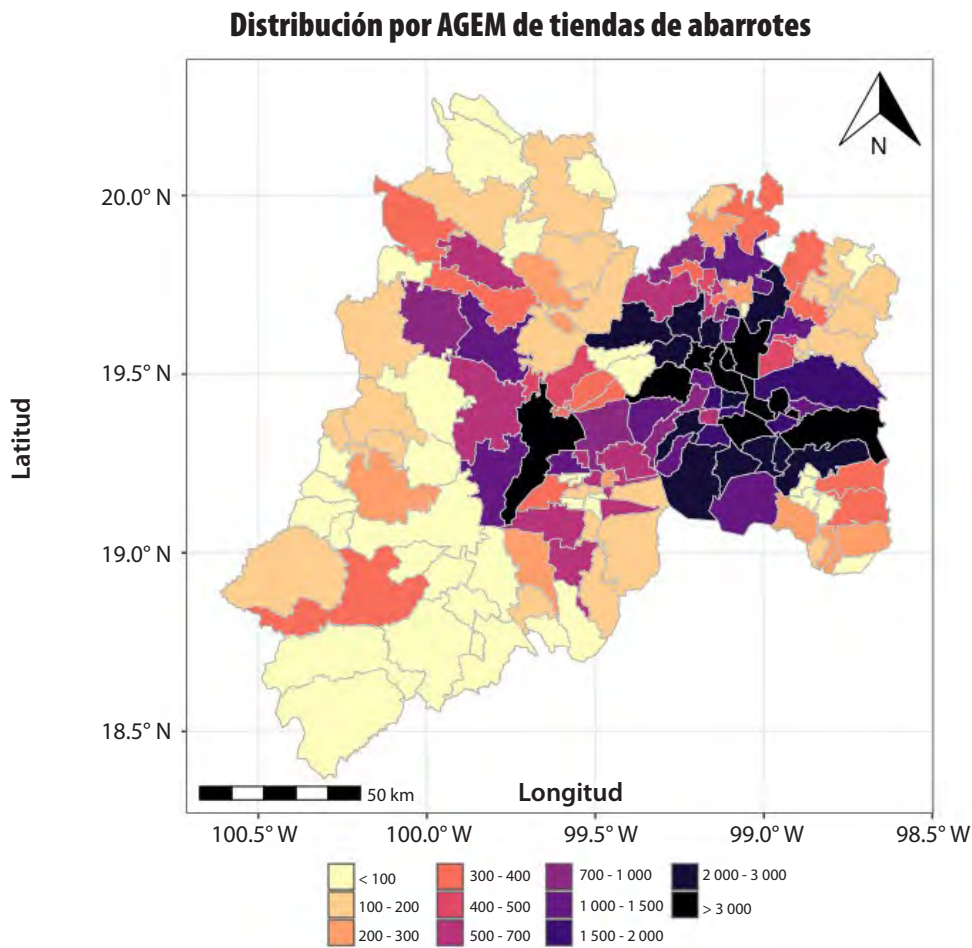 Distribución por AGEM de tiendas de abarrotes
N
20.0° N
19.5° N
19.0° N
18.5° N
Latitud
50 km
Longitud
100.5° W 100.0° W 99.5° W 99.0° W 98.5° W
< 100 300 - 400 700 - 1 000 2 000 - 3 000
100 - 200 400 - 500 1 000 - 1 500 > 3 000
200 - 300 500 - 700 1 500 - 2 000